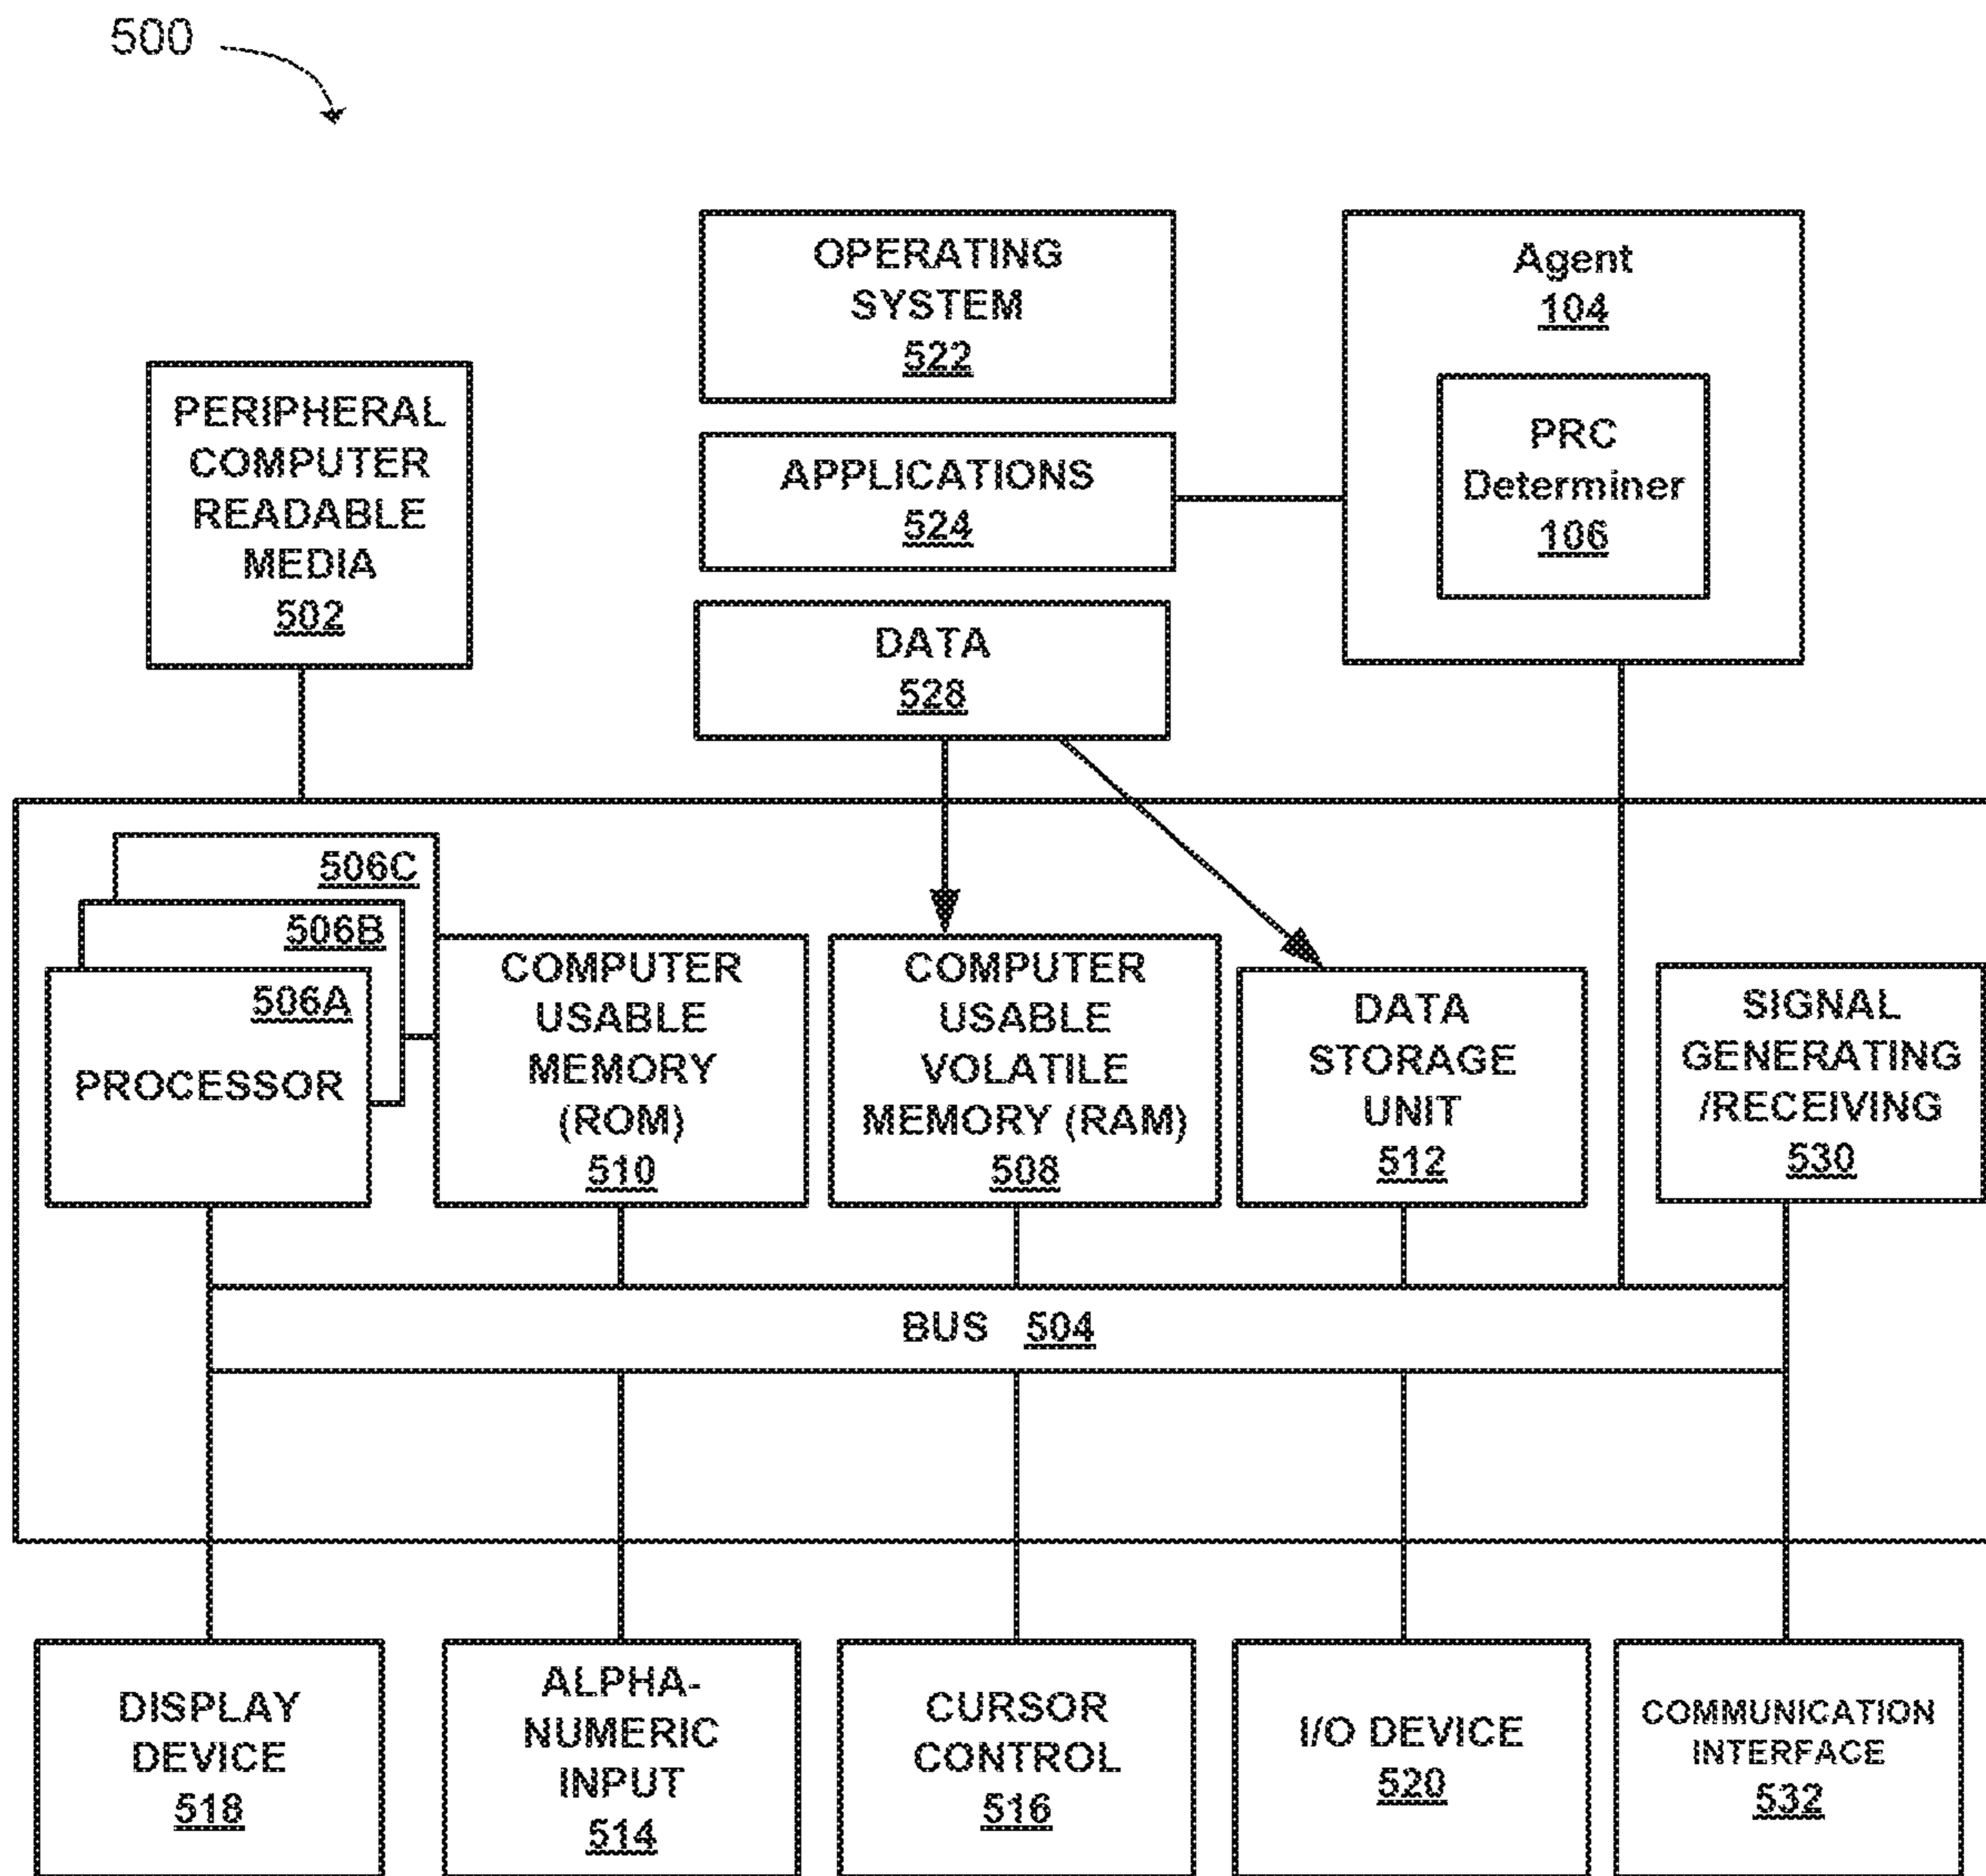 500
OPERATING
SYSTEM
522
Agent
104
PERIPHERAL
COMPUTER
READABLE
MEDIA
502
APPLICATIONS
524
PRC
Determiner
106
DATA
528
506C
506B
506A
PROCESSOR
COMPUTER
USABLE
MEMORY
(ROM)
510
COMPUTER
USABLE
VOLATILE
MEMORY (RAM)
508
DATA
STORAGE
UNIT
512
SIGNAL
GENERATING
/RECEIVING
530
BUS 504
DISPLAY
DEVICE
518
ALPHA-
NUMERIC
INPUT
514
CURSOR
CONTROL
516
I/O DEVICE
520
COMMUNICATION
INTERFACE
532